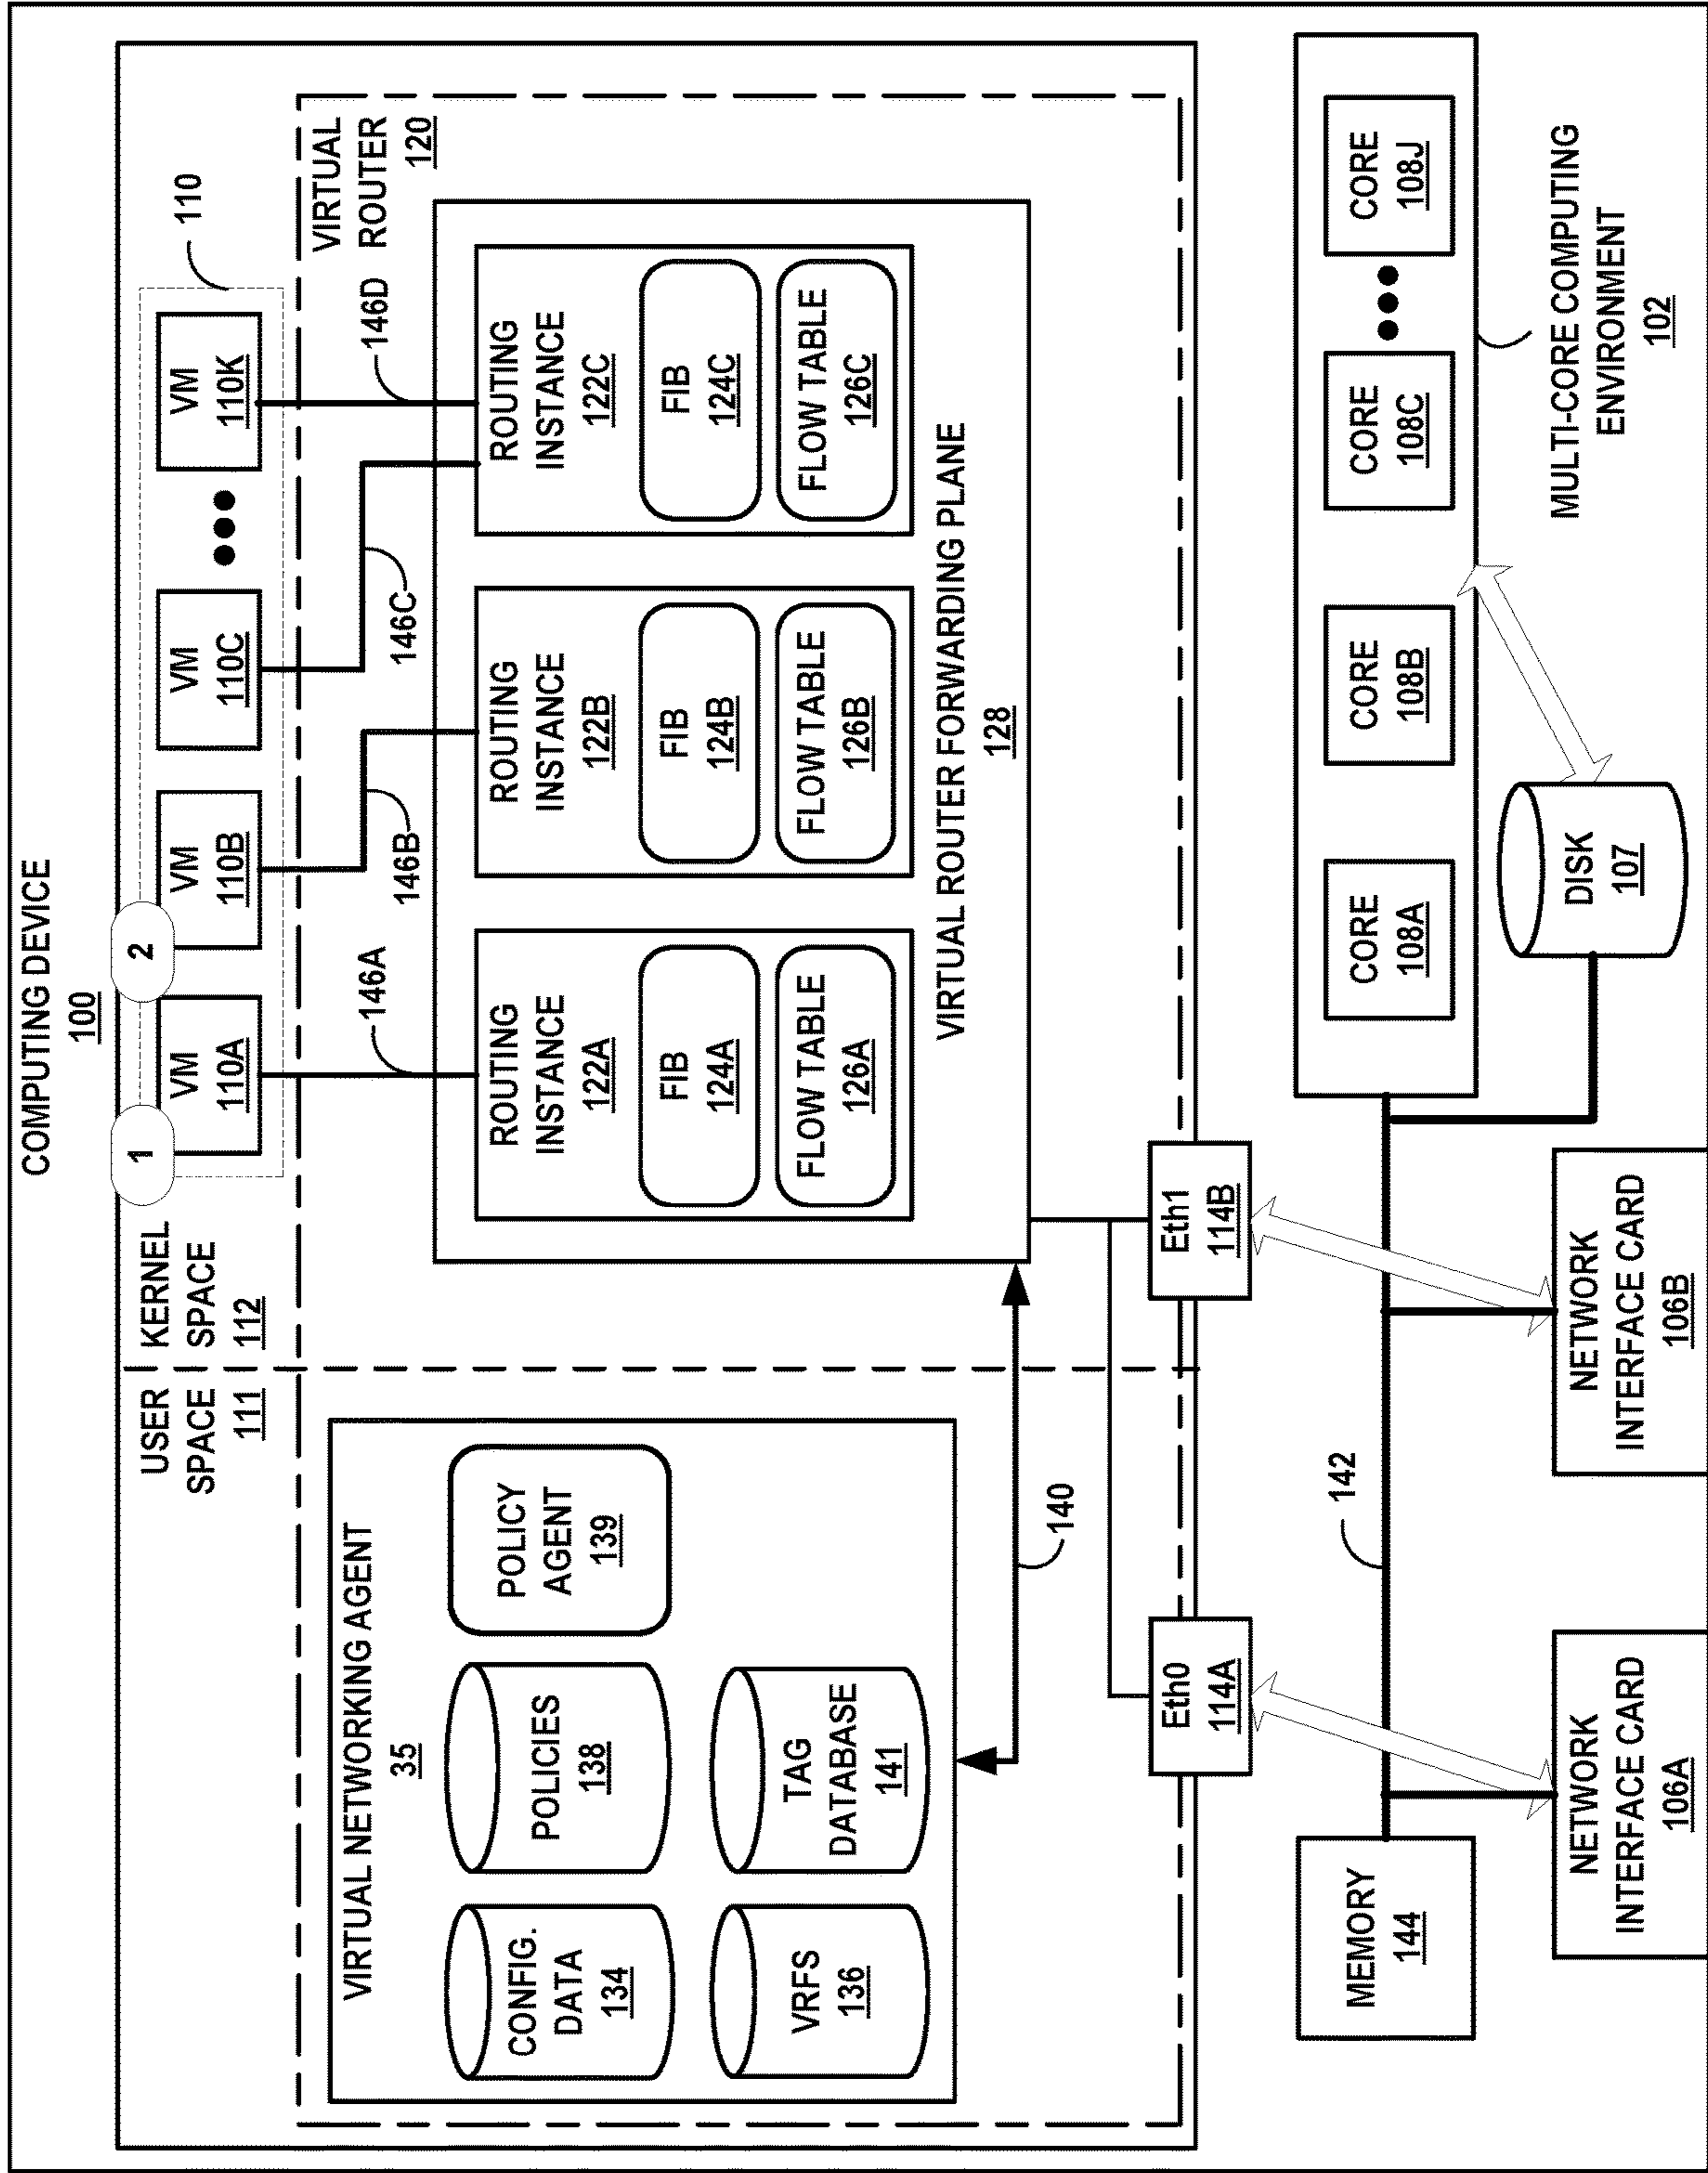 COMPUTING DEVICE
100
USER
SPACE
111
KERNEL
SPACE
112
1
2
VM
110A
VM
110B
VM
110C
●●●
VM
110K
110
VIRTUAL NETWORKING AGENT
35
CONFIG.
DATA
134
POLICIES
138
POLICY
AGENT
139
VRFS
136
TAG
DATABASE
141
140
146A
146B
146C
146D
VIRTUAL
ROUTER
120
ROUTING
INSTANCE
122A
FIB
124A
FLOW TABLE
126A
ROUTING
INSTANCE
122B
FIB
124B
FLOW TABLE
126B
ROUTING
INSTANCE
122C
FIB
124C
FLOW TABLE
126C
VIRTUAL ROUTER FORWARDING PLANE
128
Eth0
114A
Eth1
114B
MEMORY
144
142
CORE
108A
CORE
108B
CORE
108C
●●●
CORE
108J
NETWORK
INTERFACE CARD
106A
NETWORK
INTERFACE CARD
106B
DISK
107
MULTI-CORE COMPUTING
ENVIRONMENT
102